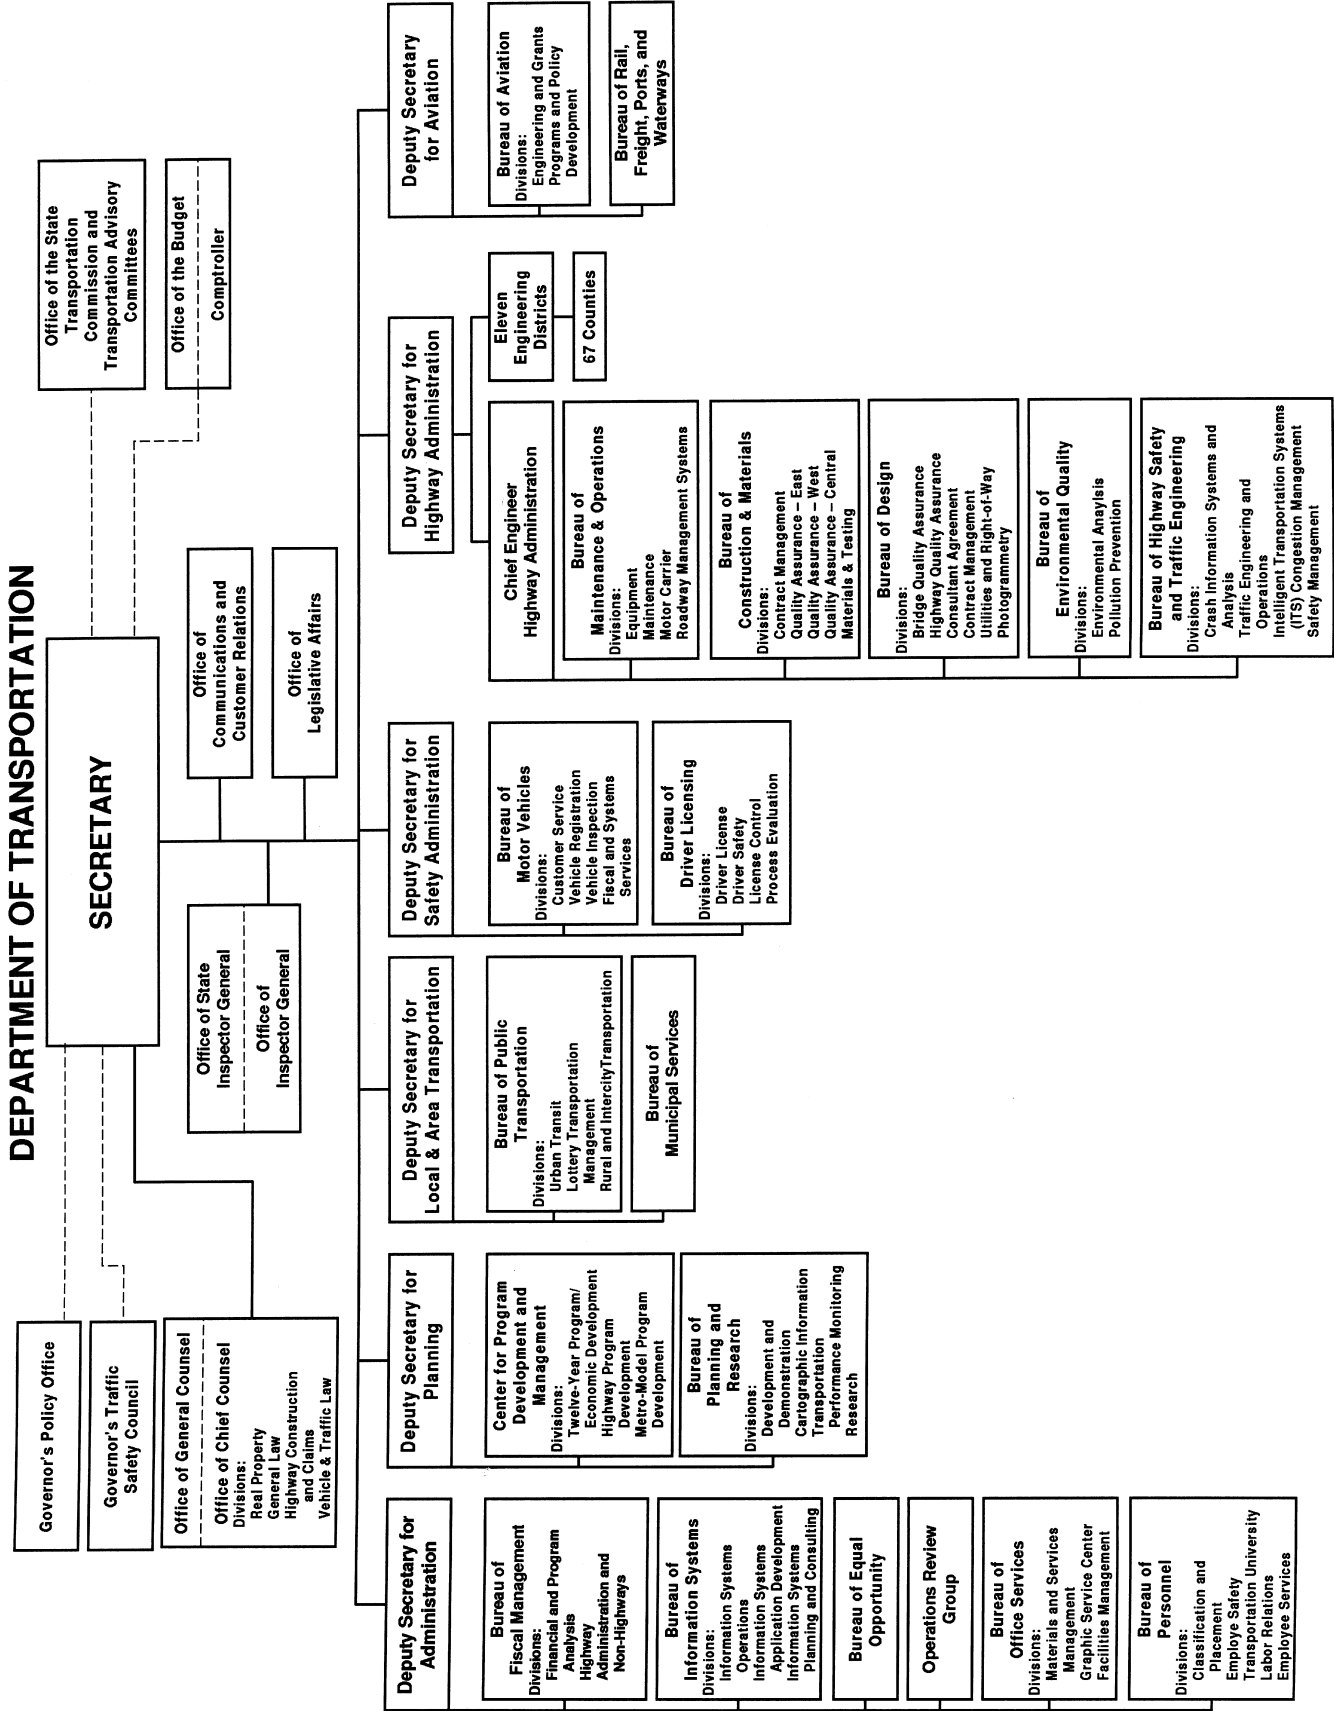 DEPARTMENT OF TRANSPORTATION
SECRETARY
Governor's Policy Office
Governor's Traffic
Safety Council
Office of General Counsel
Office of Chief Counsel
Divisions:
Real Property
General Law
Highway Construction
and Claims
Vehicle & Traffic Law
Office of the State
Transportation
Commission and
Transportation Advisory
Committees
Office of the Budget
Comptroller
Office of State
Inspector General
Office of
Inspector General
Office of
Communications and
Customer Relations
Office of
Legislative Affairs
Deputy Secretary for
Administration
Bureau of
Fiscal Management
Divisions:
Financial and Program
Analysis
Highway
Administration and
Non-Highways
Bureau of
Information Systems
Divisions:
Information Systems
Operations
Information Systems
Application Development
Information Systems
Planning and Consulting
Bureau of Equal
Opportunity
Operations Review
Group
Bureau of
Office Services
Divisions:
Materials and Services
Management
Graphic Service Center
Facilities Management
Bureau of
Personnel
Divisions:
Classification and
Placement
Employe Safety
Transportation University
Labor Relations
Employee Services
Deputy Secretary for
Planning
Center for Program
Development and
Management
Divisions:
Twelve-Year Program/
Economic Development
Highway Program
Development
Metro-Model Program
Development
Bureau of
Planning and
Research
Divisions:
Development and
Demonstration
Cartographic Information
Transportation
Performance Monitoring
Research
Deputy Secretary for
Local & Area Transportation
Bureau of Public
Transportation
Divisions:
Urban Transit
Lottery Transportation
Management
Rural and IntercityTransportation
Bureau of
Municipal Services
Deputy Secretary for
Safety Administration
Bureau of
Motor Vehicles
Divisions:
Customer Service
Vehicle Registration
Vehicle Inspection
Fiscal and Systems
Services
Bureau of
Driver Licensing
Divisions:
Driver License
Driver Safety
License Control
Process Evaluation
Deputy Secretary for
Highway Administration
Chief Engineer
Highway Administration
Bureau of
Maintenance & Operations
Divisions:
Equipment
Maintenance
Motor Carrier
Roadway Management Systems
Bureau of
Construction & Materials
Divisions:
Contract Management
Quality Assurance – East
Quality Assurance – West
Quality Assurance – Central
Materials & Testing
Bureau of Design
Divisions:
Bridge Quality Assurance
Highway Quality Assurance
Consultant Agreement
Contract Management
Utilities and Right-of-Way
Photogrammetry
Bureau of
Environmental Quality
Divisions:
Environmental Anaylsis
Pollution Prevention
Bureau of Highway Safety
and Traffic Engineering
Divisions:
Crash Information Systems and
Analysis
Traffic Engineering and
Operations
Intelligent Transportation Systems
(ITS) Congestion Management
Safety Management
Eleven
Engineering
Districts
67 Counties
Deputy Secretary
for Aviation
Bureau of Aviation
Divisions:
Engineering and Grants
Programs and Policy
Development
Bureau of Rail,
Freight, Ports, and
Waterways